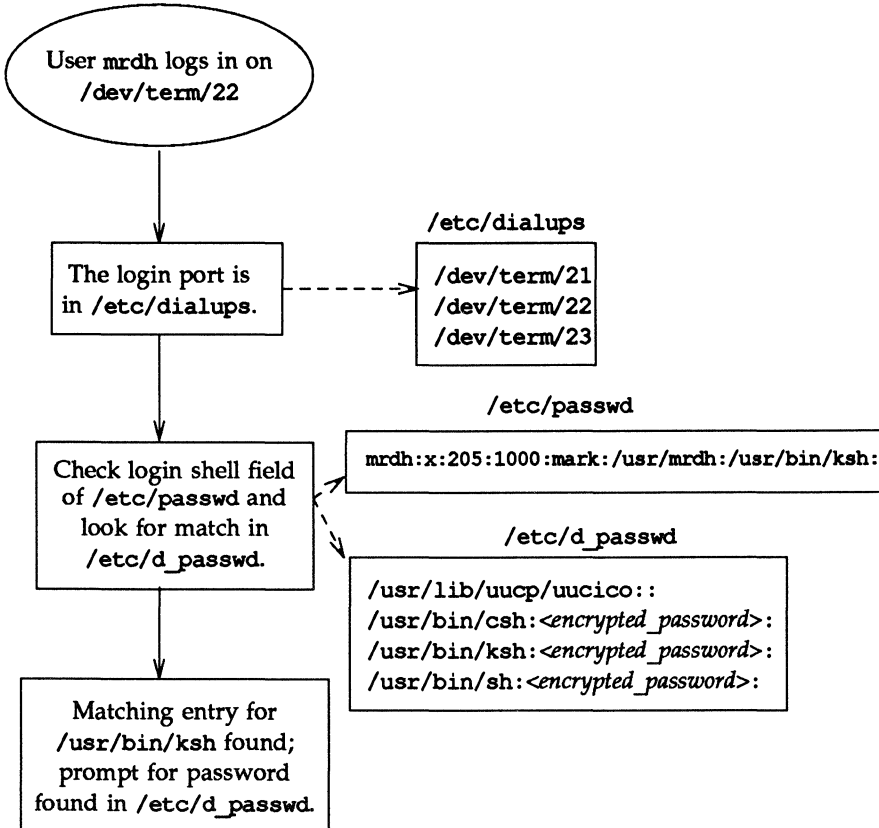 User mrdh logs in on
/dev/term/22
The login port is
in /etc/dialups.
/etc/dialups
/dev/term/21
/dev/term/22
/dev/term/23
Check login shell field
of /etc/passwd and
look for match in
/etc/d_passwd.
/etc/passwd
mrdh:x:205:1000:mark:/usr/mrdh:/usr/bin/ksh:
/etc/d_passwd
/usr/lib/uucp/uucico::
/usr/bin/csh:<encrypted_password>:
/usr/bin/ksh:<encrypted_password>:
/usr/bin/sh:<encrypted_password>:
Matching entry for
/usr/bin/ksh found;
prompt for password
found in /etc/d_passwd.